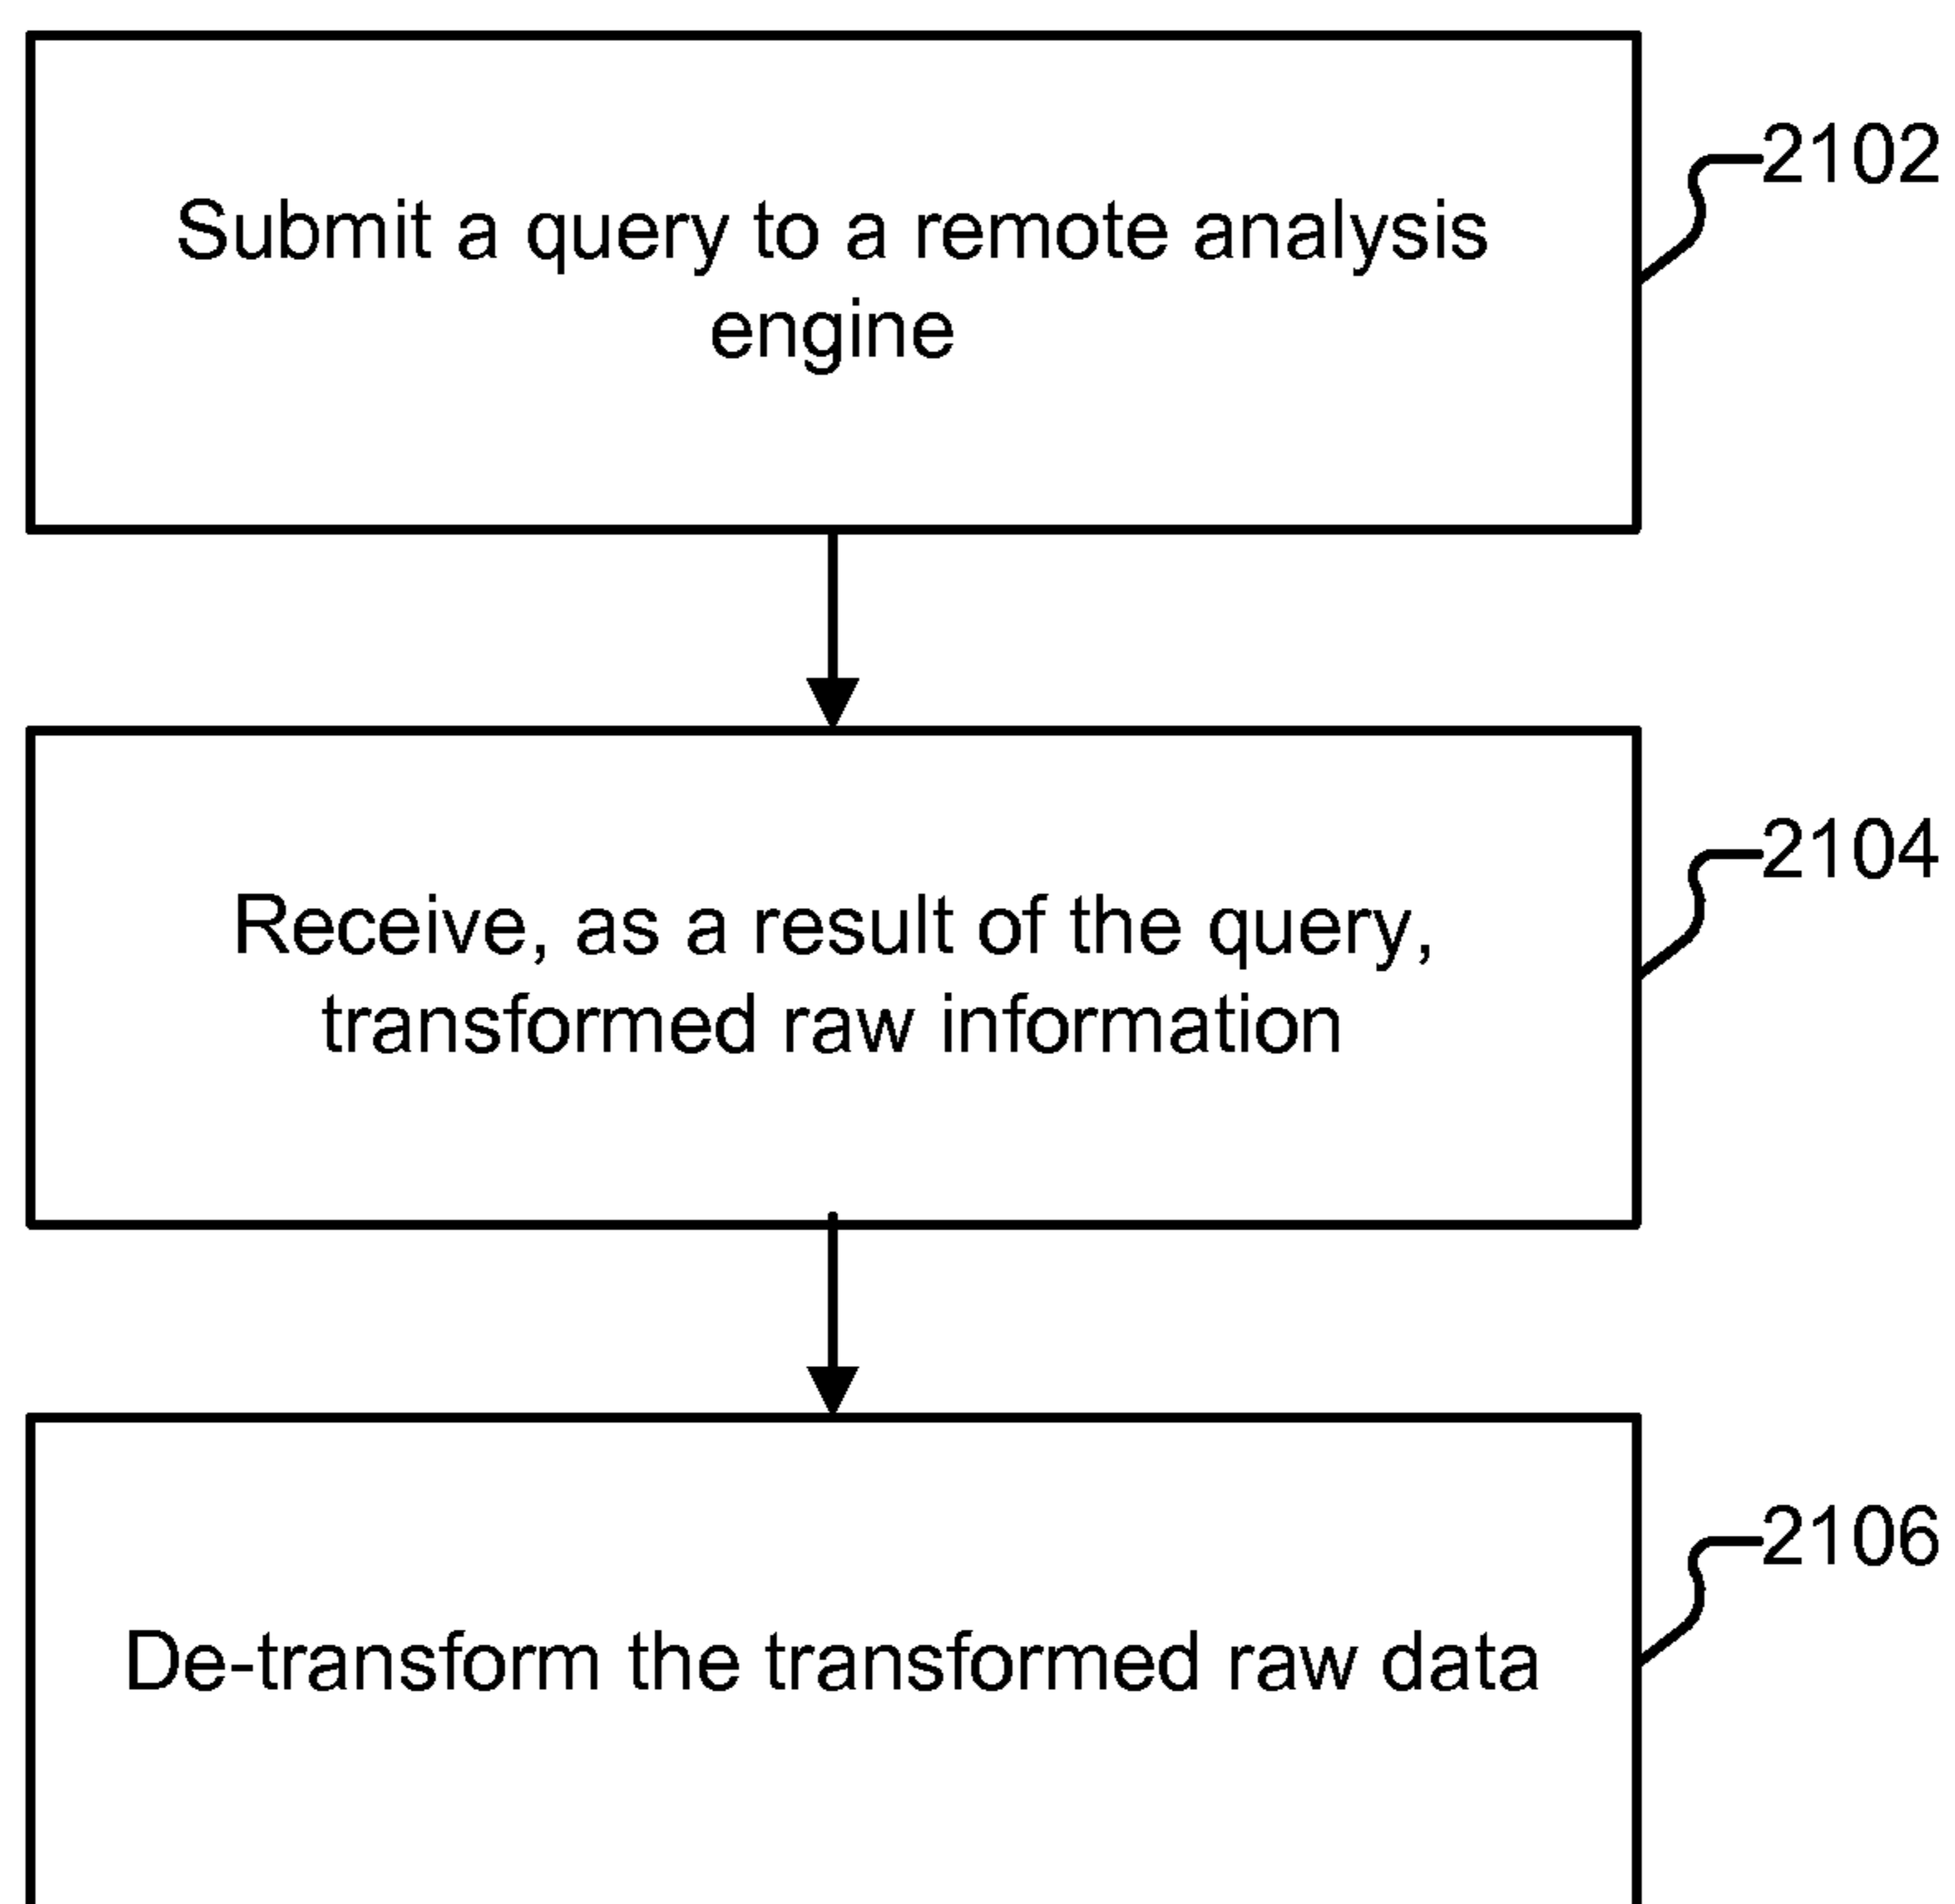 Submit a query to a remote analysis
engine
2102
Receive, as a result of the query,
transformed raw information
2104
De-transform the transformed raw data
2106